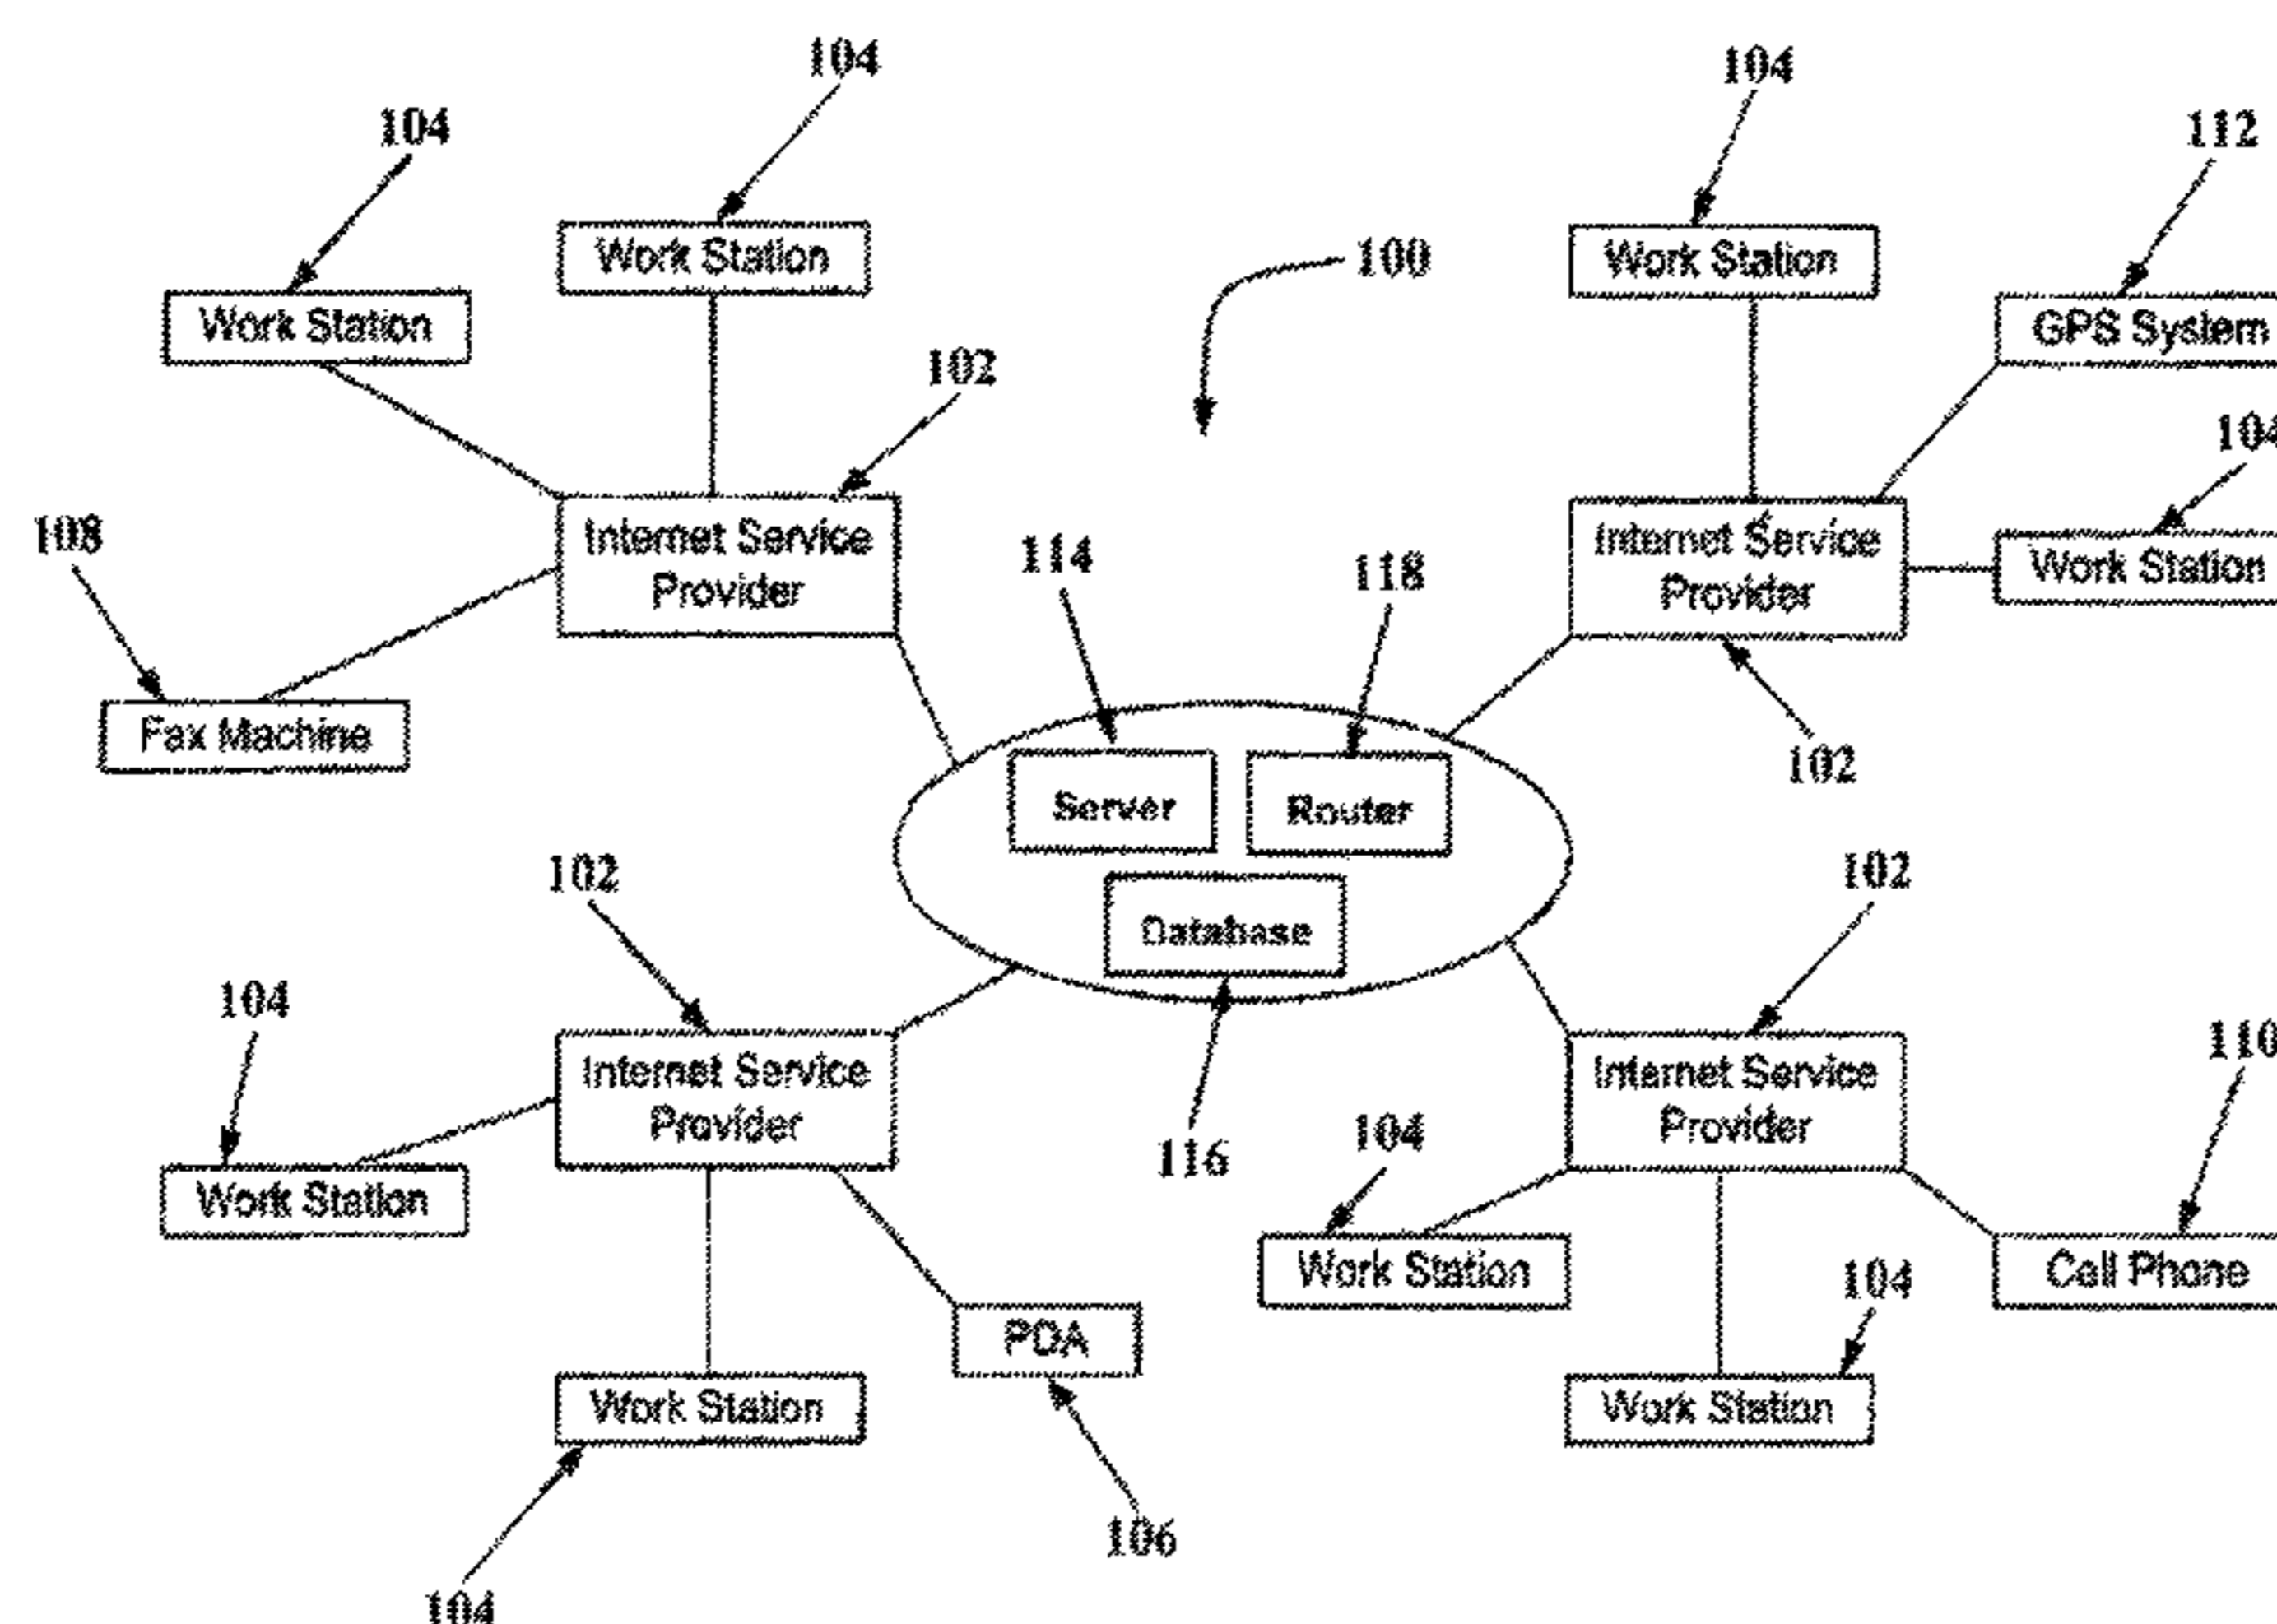 104
104
104
112
Work Station
Work Station
100
Work Station
GPS System
102
104
108
Internet Service
Provider
114
118
Internet Service
Provider
Work Station
Fax Machine
Server
Router
102
102
Database
102
104
Internet Service
Provider
116
104
Internet Service
Provider
110
Work Station
Work Station
104
Cell Phone
PDA
Work Station
Work Station
106
104